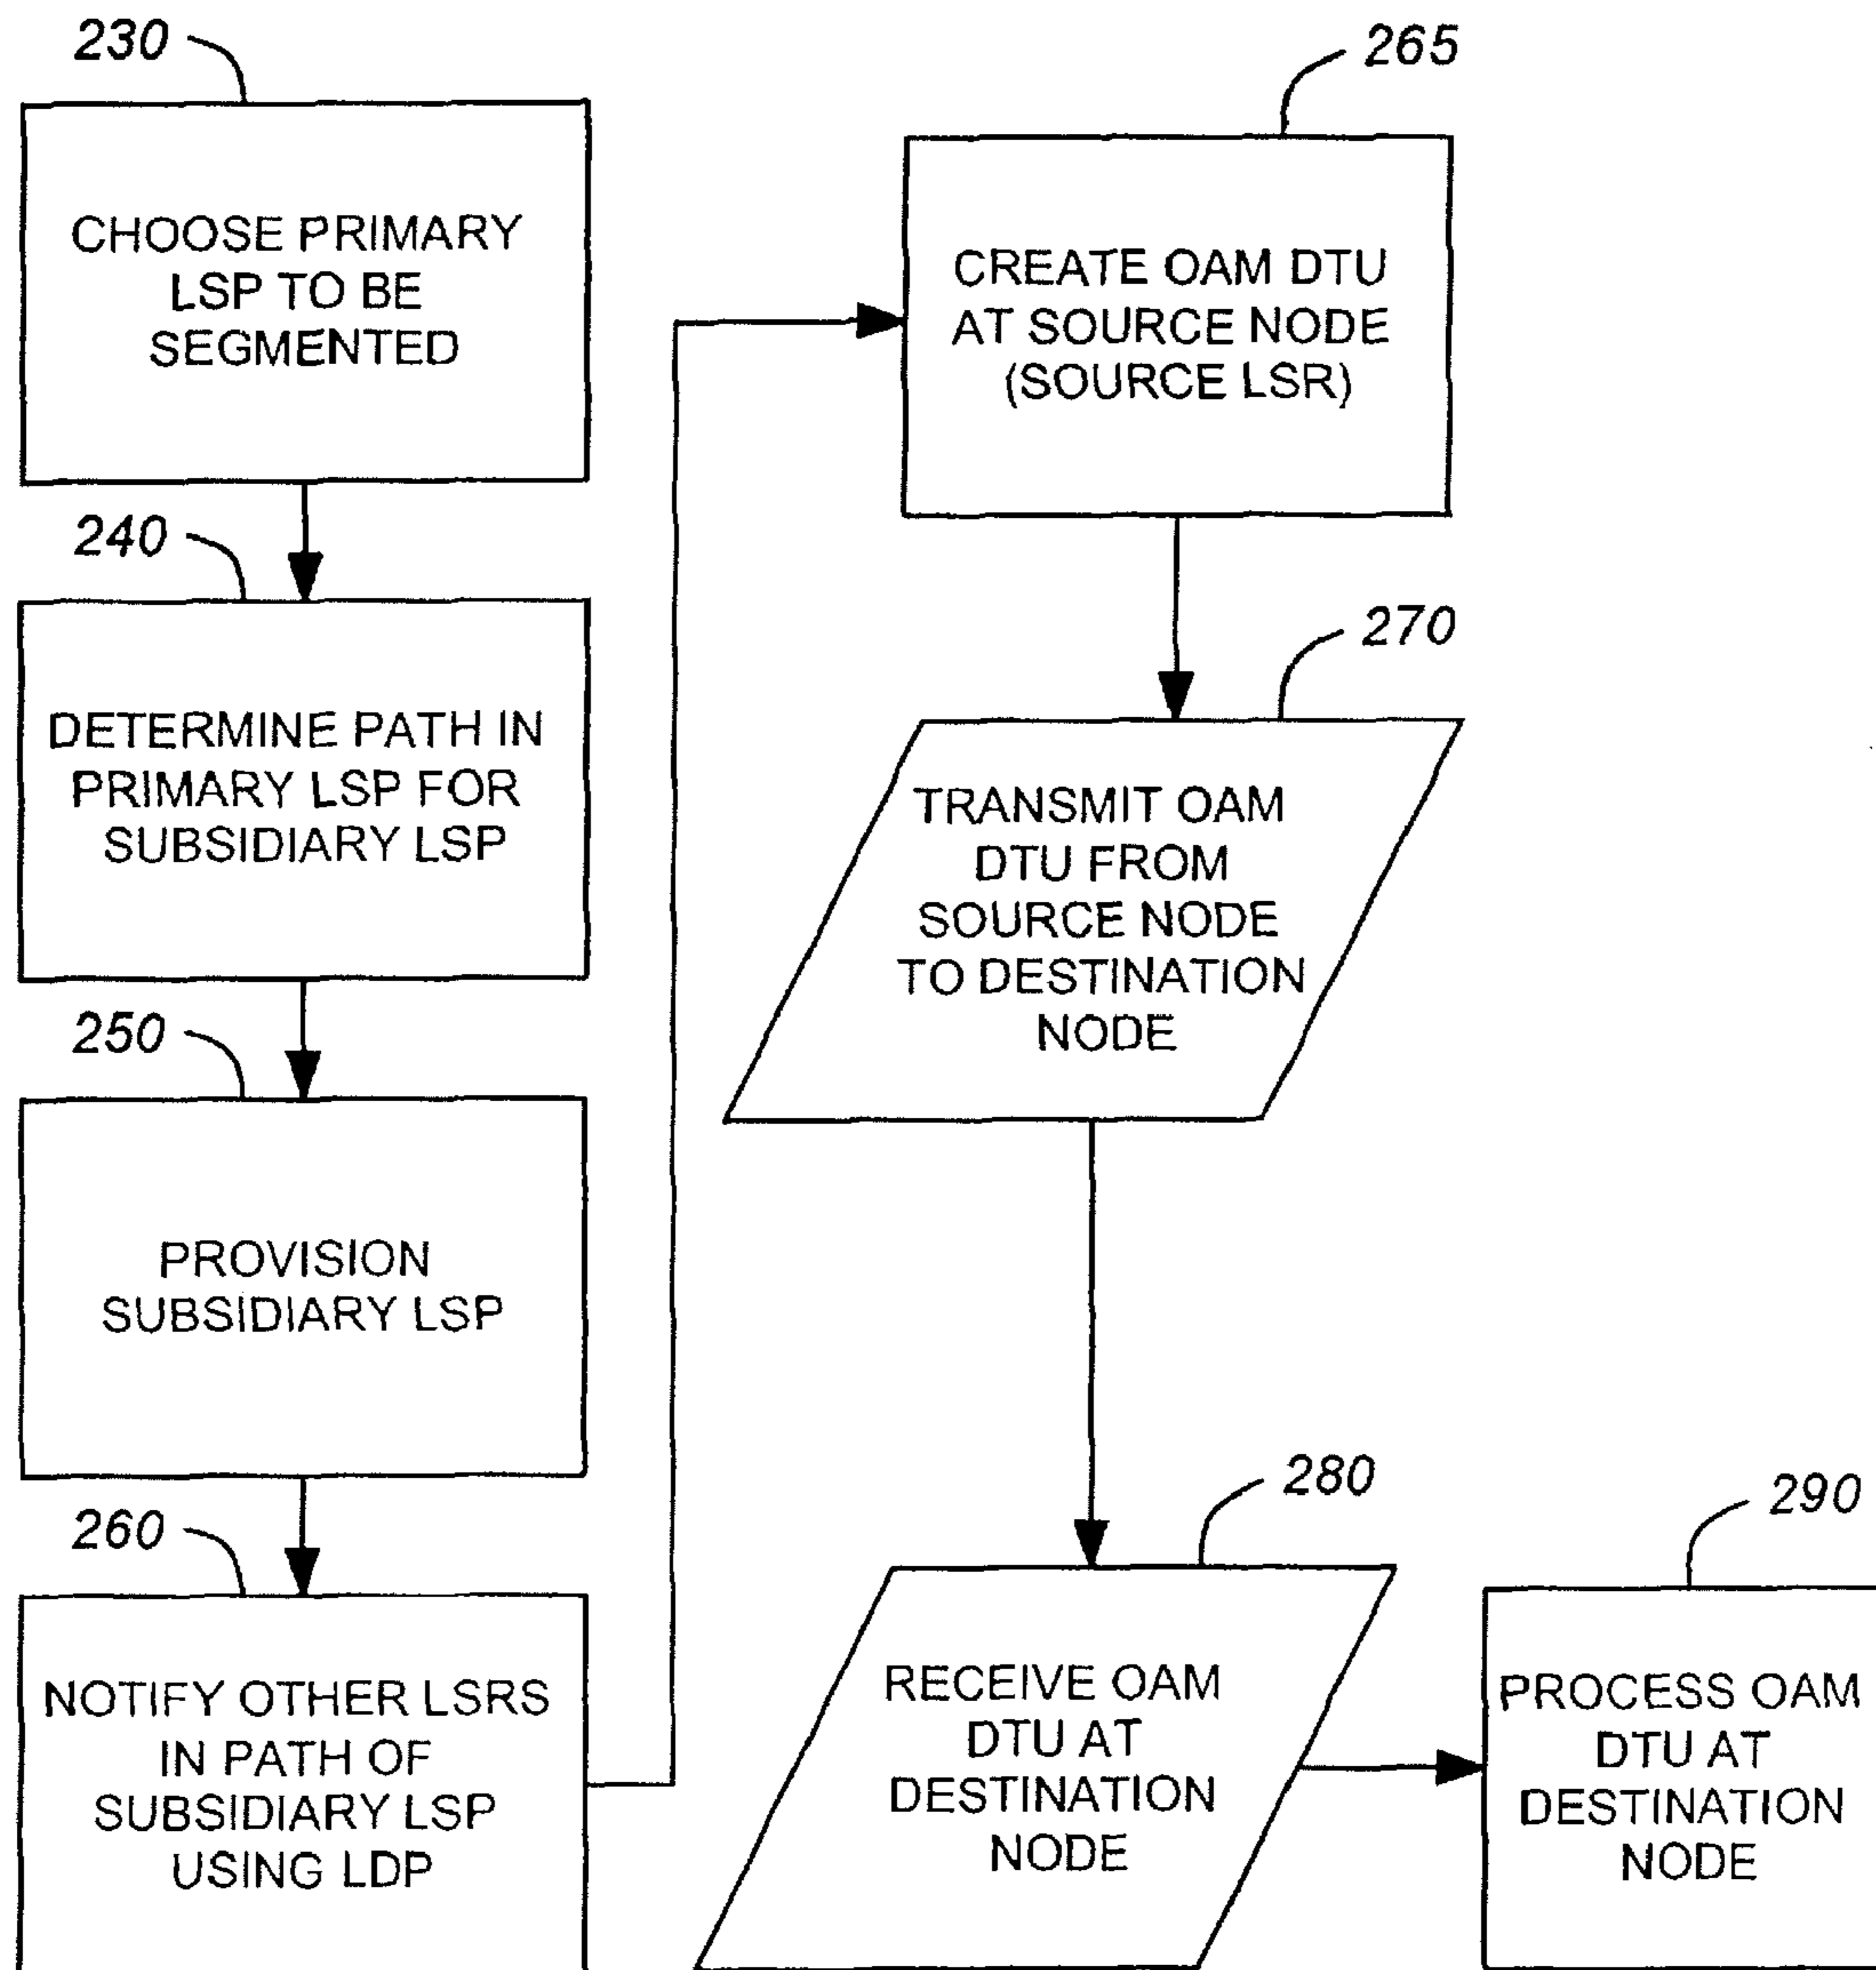 230
CHOOSE PRIMARY
LSP TO BE
SEGMENTED
240
DETERMINE PATH IN
PRIMARY LSP FOR
SUBSIDIARY LSP
250
PROVISION
SUBSIDIARY LSP
260
NOTIFY OTHER LSRS
IN PATH OF
SUBSIDIARY LSP
USING LDP
265
CREATE OAM DTU
AT SOURCE NODE
(SOURCE LSR)
270
TRANSMIT OAM
DTU FROM
SOURCE NODE
TO DESTINATION
NODE
280
RECEIVE OAM
DTU AT
DESTINATION
NODE
290
PROCESS OAM
DTU AT
DESTINATION
NODE